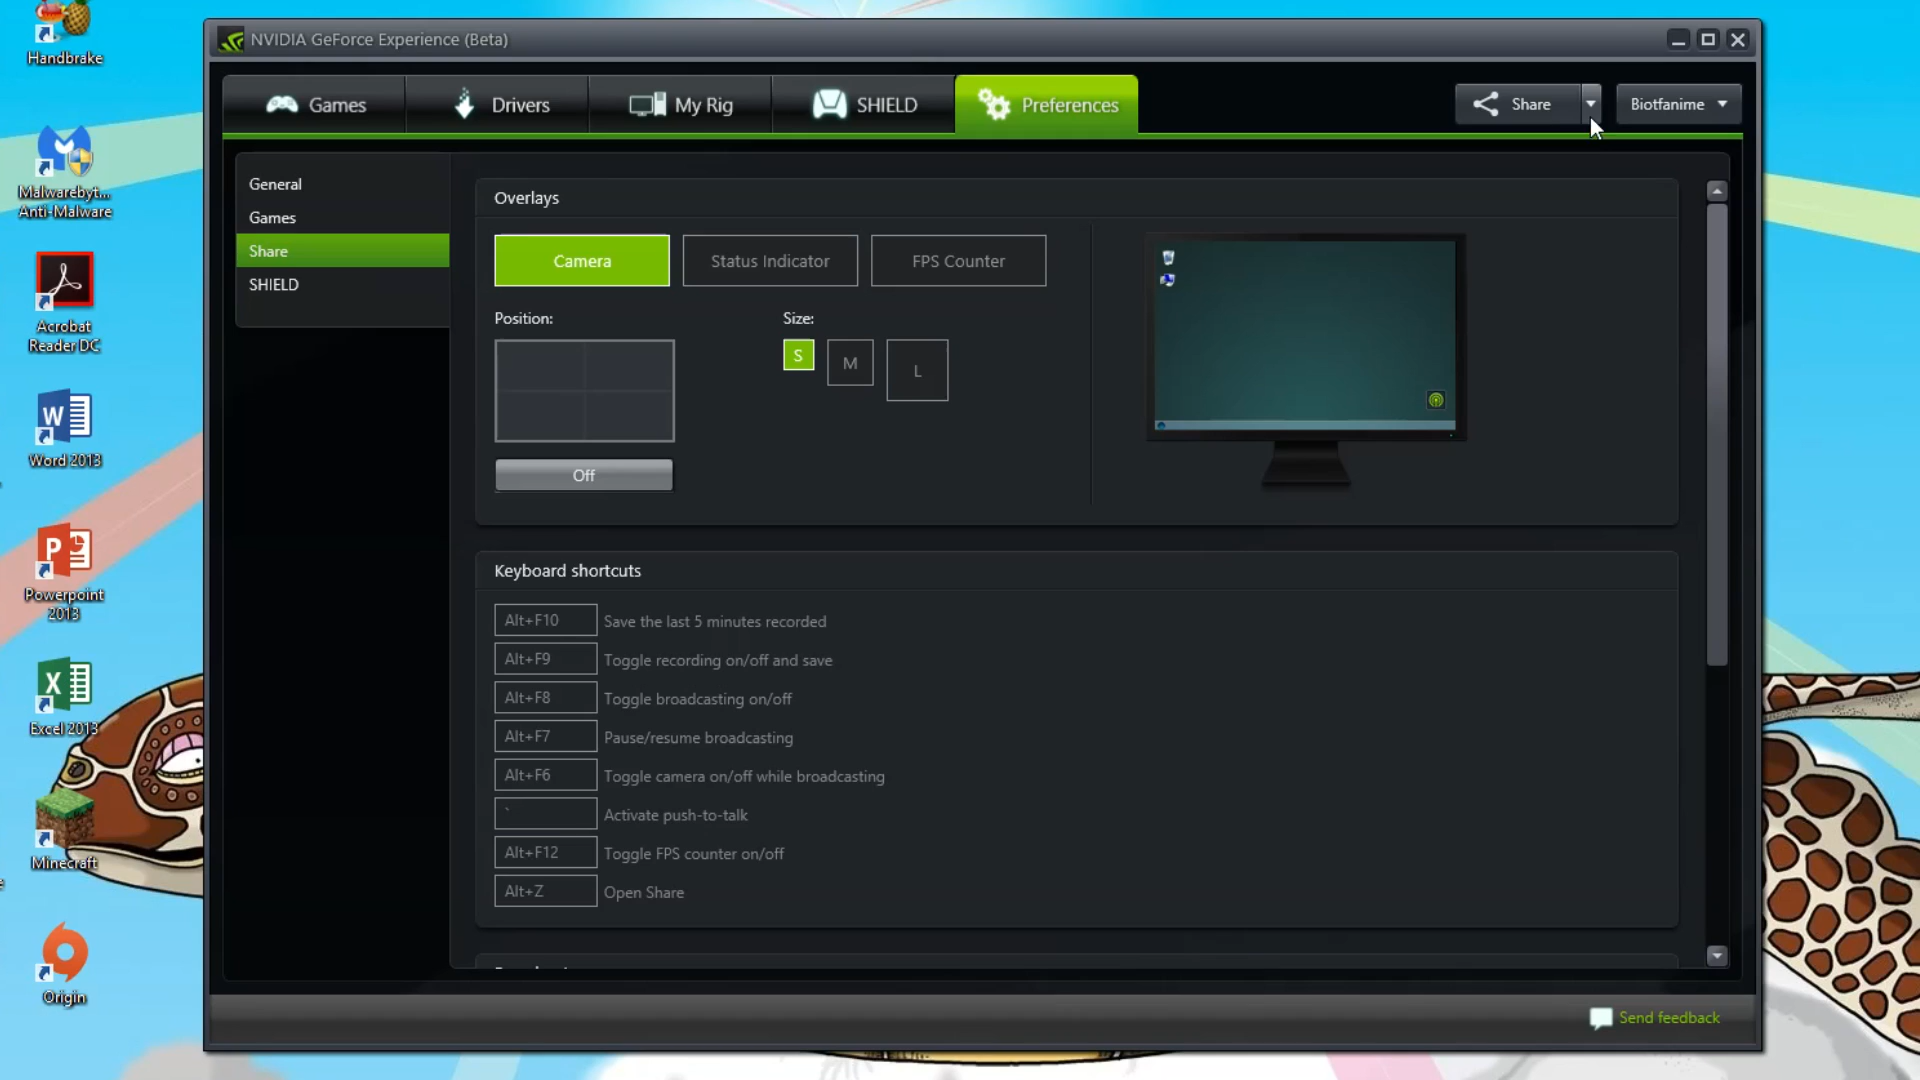 Handbrake
Malwarebyt...
Anti-Malware
Acrobat
Reader DC
Word 2013
Powerpoint
2013
Excel 2013
Minecraft
Origin
NVIDIA GeForce Experience (Beta)
Games
Drivers
My Rig
SHIELD
Preferences
Share
Biotfanime
General
Games
Share
SHIELD
Overlays
Camera
Status Indicator
FPS Counter
Position:
Size:
S
M
L
Off
Keyboard shortcuts
Alt+F10 Save the last 5 minutes recorded
Alt+F9 Toggle recording on/off and save
Alt+F8 Toggle broadcasting on/off
Alt+F7 Pause/resume broadcasting
Alt+F6 Toggle camera on/off while broadcasting
` Activate push-to-talk
Alt+F12 Toggle FPS counter on/off
Alt+Z Open Share
Send feedback